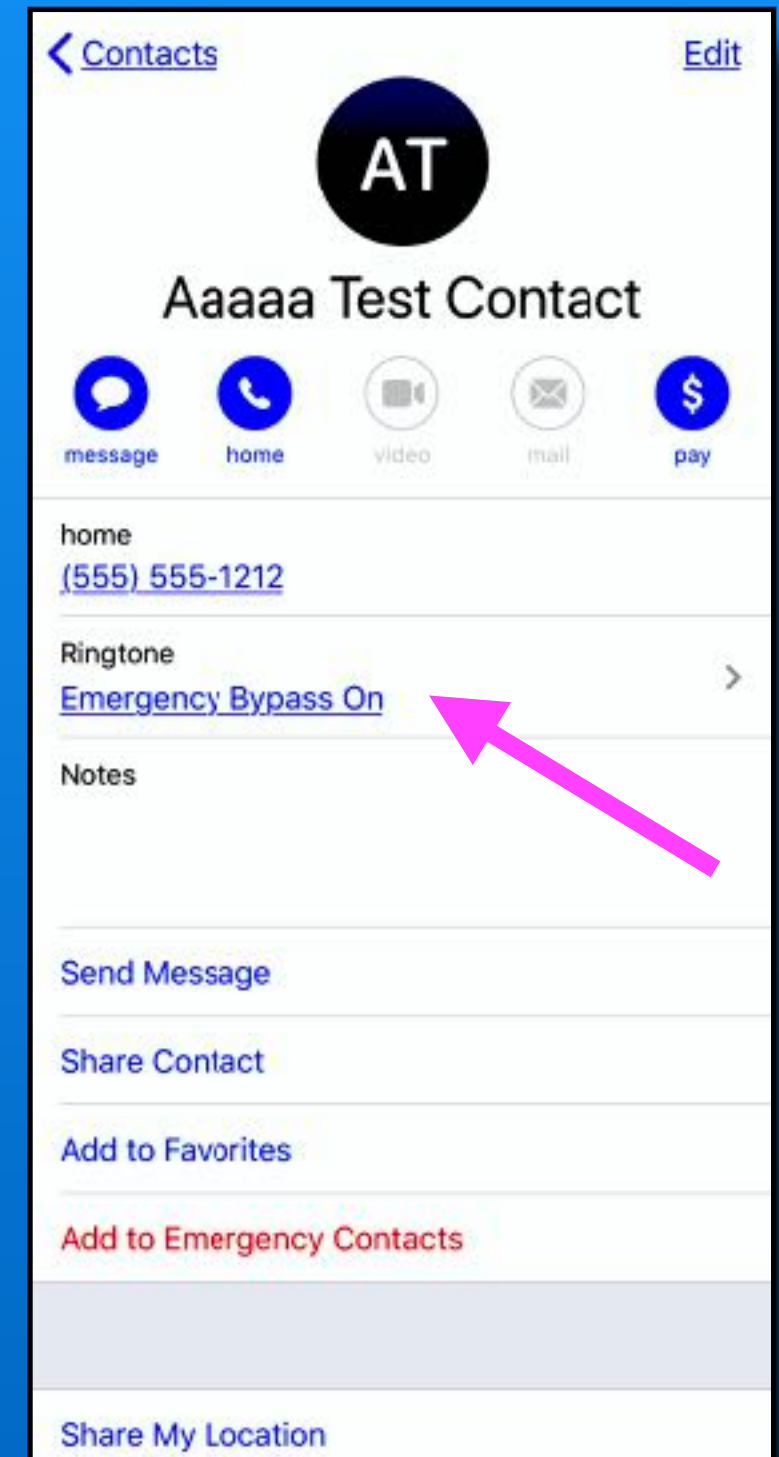 Contacts Edit
AT
Aaaaa Test Contact
$
message home video mail pay
home
(555) 555-1212
Ringtone
Emergency Bypass On
Notes
Send Message
Share Contact
Add to Favorites
Add to Emergency Contacts
Share My Location